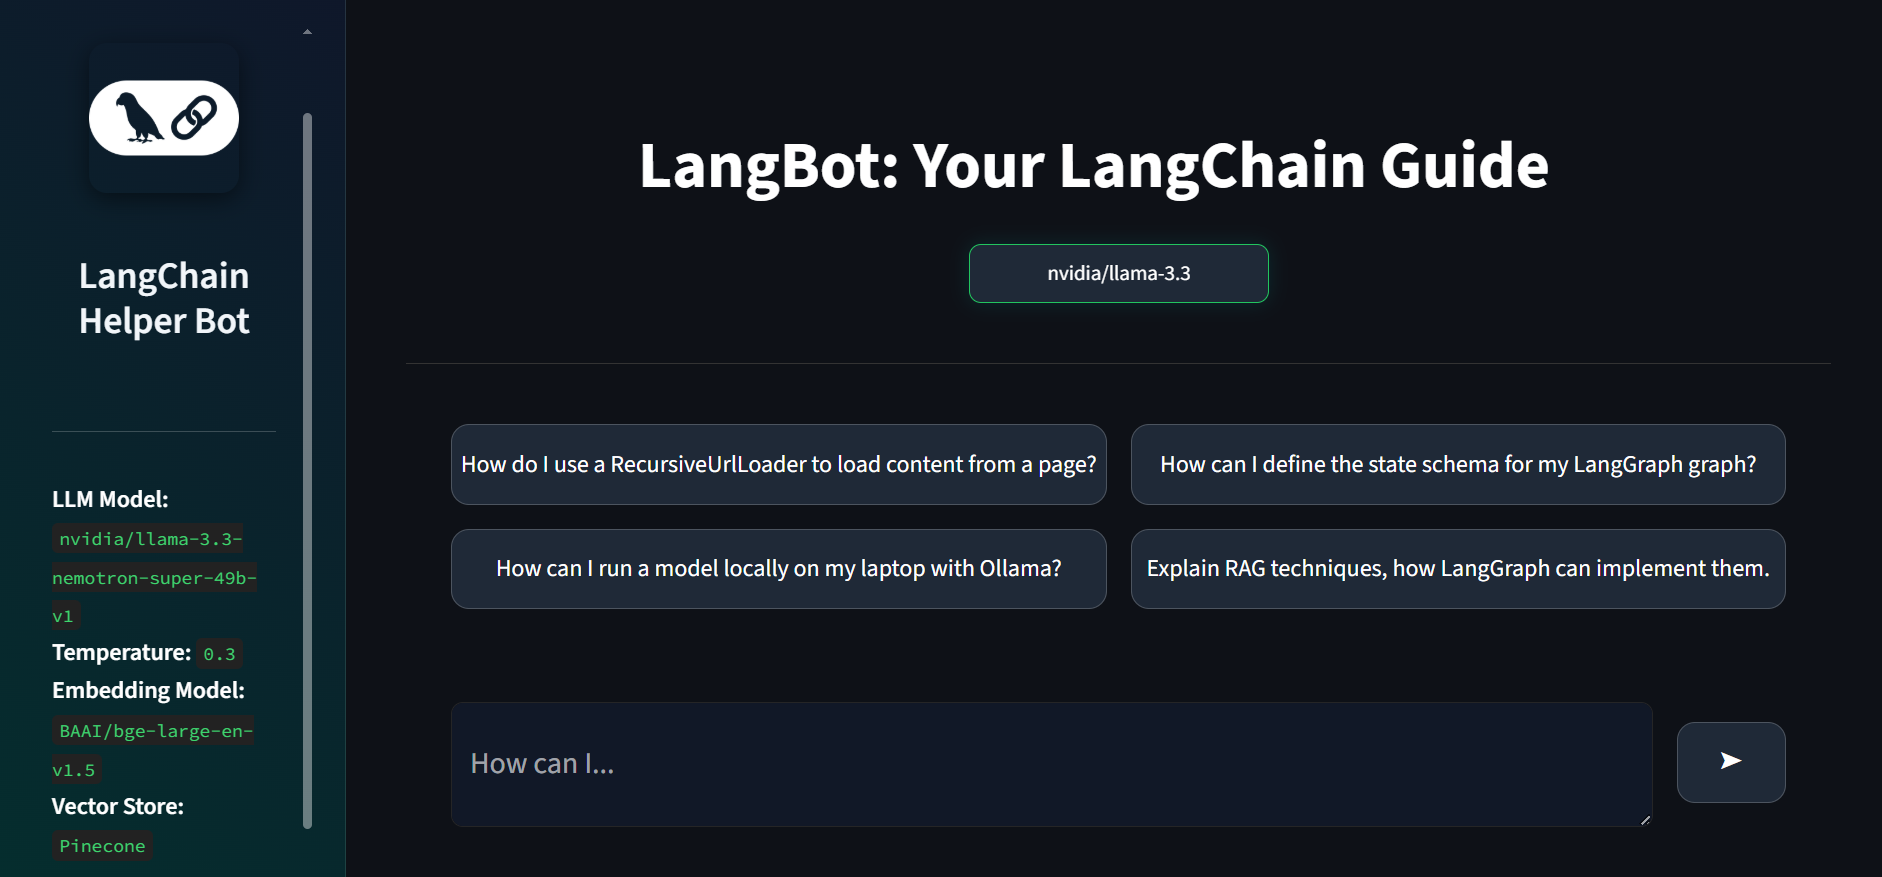 LangChain
Helper Bot
LLM Model:
nvidia/llama-3.3-
nemotron-super-49b-
v1
Temperature: 0.3
Embedding Model:
BAAI/bge-large-en-
v1.5
Vector Store:
Pinecone
LangBot: Your LangChain Guide
nvidia/llama-3.3
How do I use a RecursiveUrlLoader to load content from a page?
How can I define the state schema for my LangGraph graph?
How can I run a model locally on my laptop with Ollama?
Explain RAG techniques, how LangGraph can implement them.
How can I...